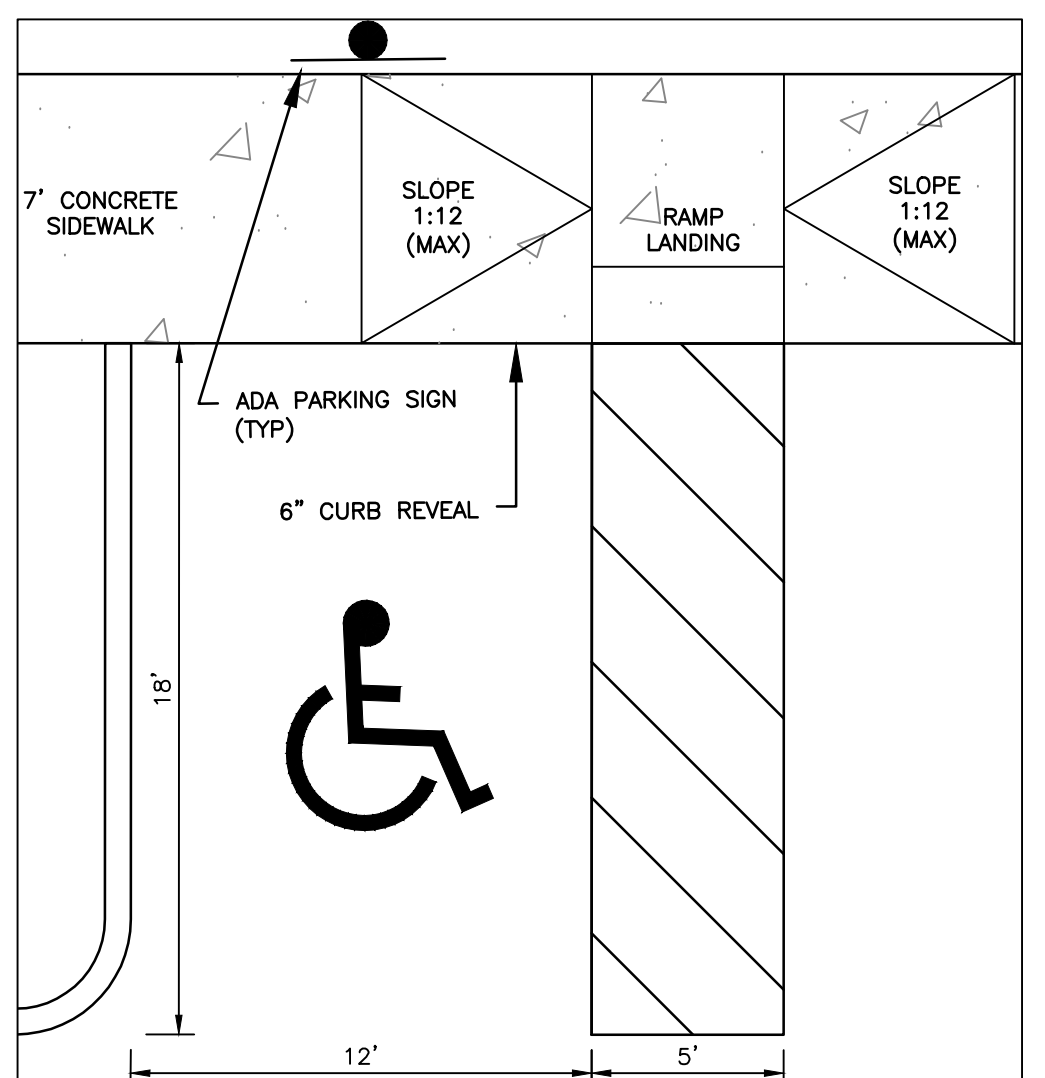 7' CONCRETE
SIDEWALK
SLOPE
1:12
(MAX)
RAMP
LANDING
SLOPE
1:12
(MAX)
ADA PARKING SIGN
(TYP)
6" CURB REVEAL
18'
12'
5'